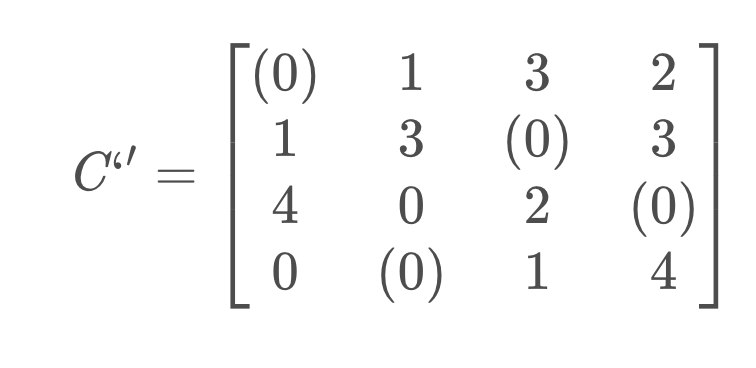 (0) 1 3 2
1 3 (0) 3
C‘′ =
4 0 2 (0)
0 (0) 1 4